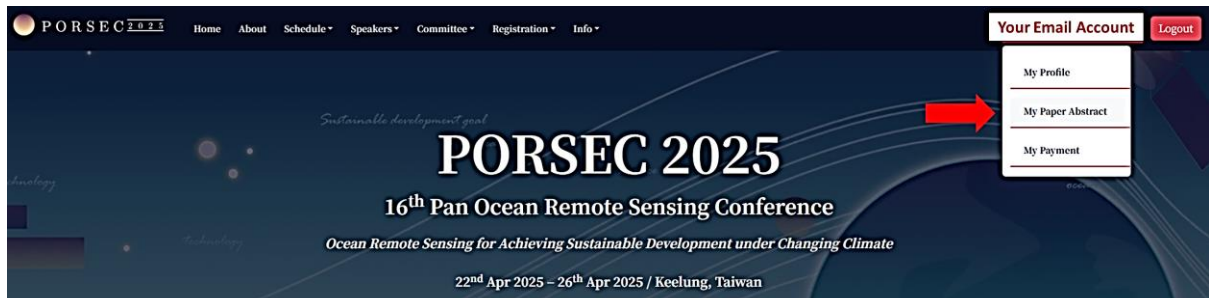 PORSEC 2025 Home About Schedule Speakers Committee Registration Info Your Email Account Logout
My Profile
My Paper Abstract
My Payment
Sustainable development goal
PORSEC 2025
16th Pan Ocean Remote Sensing Conference
technology
Ocean Remote Sensing for Achieving Sustainable Development under Changing Climate
22nd Apr 2025 – 26th Apr 2025 / Keelung, Taiwan